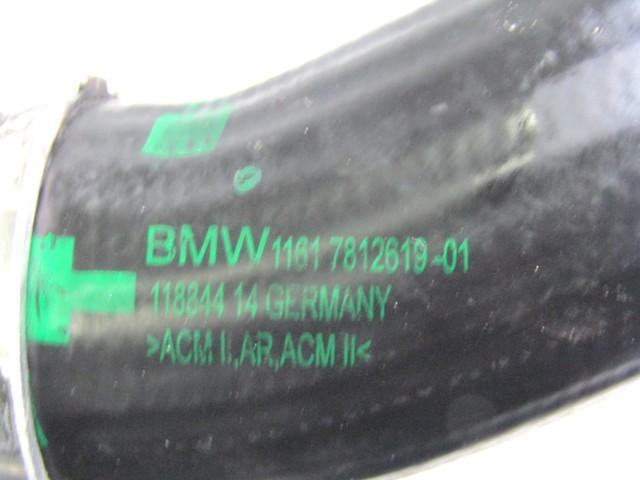 BMW 1161 7812619-01
118844 14 GERMANY
>ACM II,AR,ACM II<